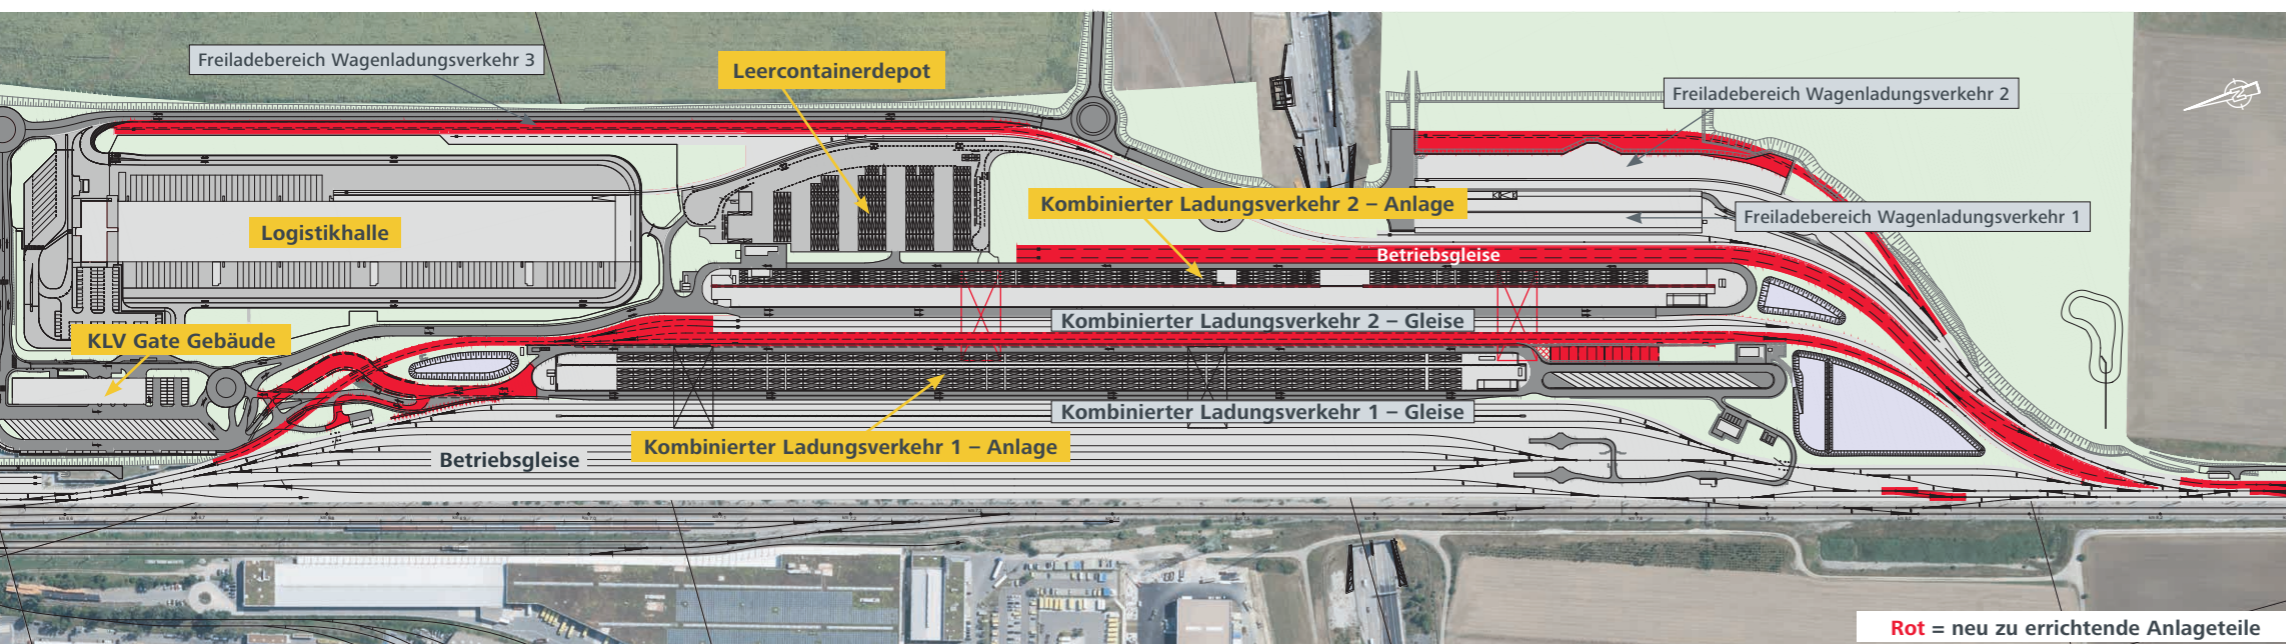 Freiladebereich Wagenladungsverkehr 3
Leercontainerdepot
Freiladebereich Wagenladungsverkehr 2
Kombinierter Ladungsverkehr 2 – Anlage
Freiladebereich Wagenladungsverkehr 1
Logistikhalle
Betriebsgleise
Kombinierter Ladungsverkehr 2 – Gleise
KLV Gate Gebäude
Kombinierter Ladungsverkehr 1 – Gleise
Kombinierter Ladungsverkehr 1 – Anlage
Betriebsgleise
Rot = neu zu errichtende Anlageteile